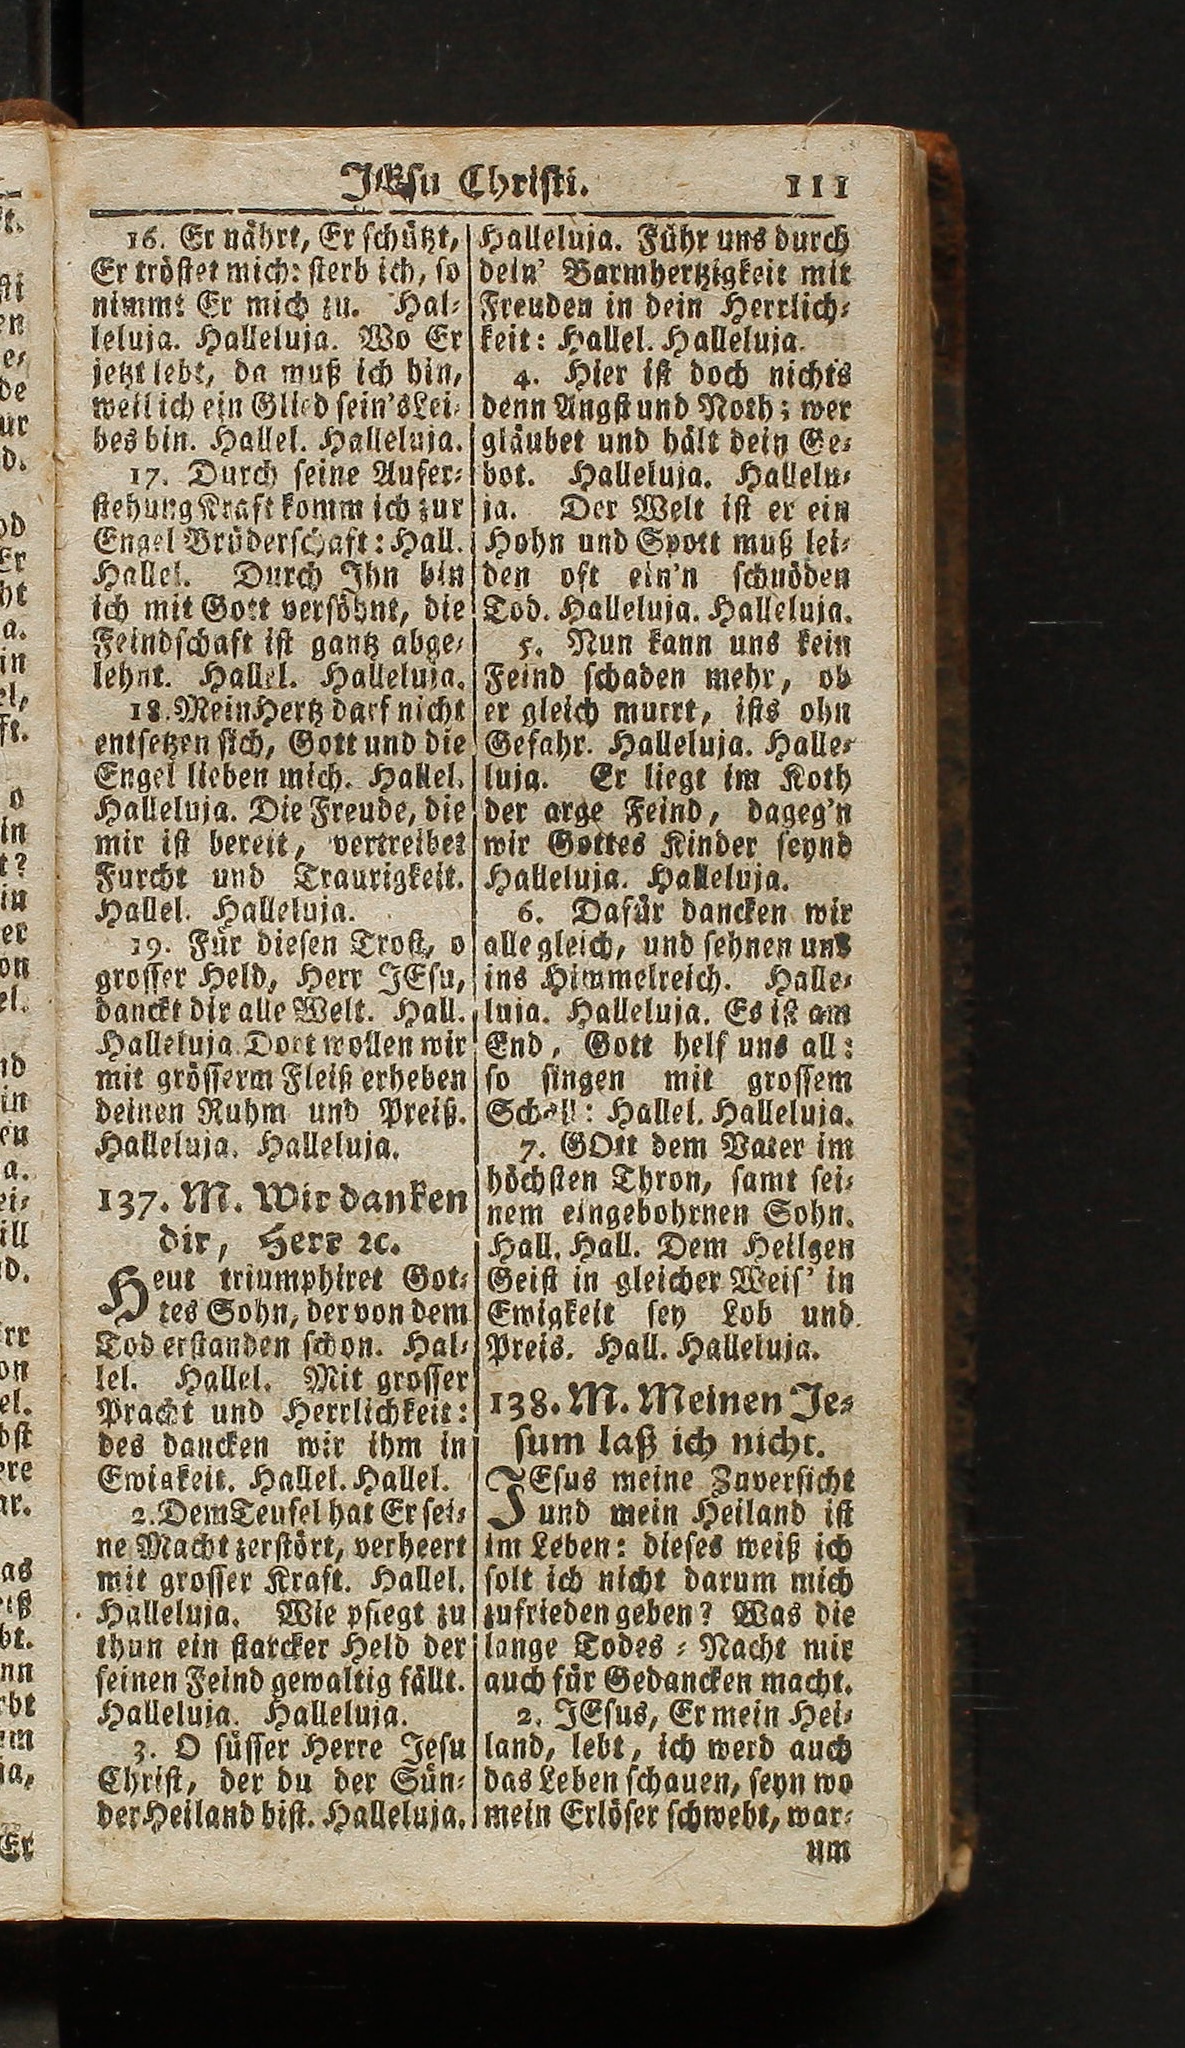 JEsu Christi. 111
16. Er nährt, Er schützt,
Er tröstet mich: sterb ich, so
nimmt Er mich zu. Hal-
leluja. Halleluja. Wo Er
jetzt lebt, da muß ich hin,
weil ich ein Glied sein's Lei-
bes bin. Hallel. Halleluja.
17. Durch seine Aufer-
stehung Kraft komm ich zur
Engel Brüderschaft: Hall.
Hallel. Durch Ihn bin
ich mit Gott versöhnt, die
Feindschaft ist gantz abge-
lehnt. Hallel. Halleluja.
18. Mein Hertz darf nicht
entsetzen sich, Gott und die
Engel lieben mich. Hallel.
Halleluja. Die Freude, die
mir ist bereit, vertreibet
Furcht und Traurigkeit.
Hallel. Halleluja.
19. Für diesen Trost, o
grosser Held, Herr JEsu,
danckt dir alle Welt. Hall.
Halleluja. Dort wollen wir
mit grösserm Fleiß erheben
deinen Ruhm und Preiß.
Halleluja. Halleluja.
137. M. Wir danken
dir, Herr ꝛc.
Heut triumphiret Got-
tes Sohn, der von dem
Tod erstanden schon. Hal-
lel. Hallel. Mit grosser
Pracht und Herrlichkeit:
des dancken wir ihm in
Ewigkeit. Hallel. Hallel.
2. Dem Teufel hat Er sei-
ne Macht zerstört, verheert
mit grosser Kraft. Hallel.
Halleluja. Wie pflegt zu
thun ein starcker Held der
seinen Feind gewaltig fällt.
Halleluja. Halleluja.
3. O süsser Herre Jesu
Christ, der du der Sün-
der Heiland bist. Halleluja.
Halleluja. Führ uns durch
dein' Barmhertzigkeit mit
Freuden in dein Herrlich-
keit: Hallel. Halleluja.
4. Hier ist doch nichts
denn Angst und Noth; wer
gläubet und hält dein Ge-
bot. Halleluja. Hallelu-
ja. Der Welt ist er ein
Hohn und Spott muß lei-
den oft ein'n schnöden
Tod. Halleluja. Halleluja.
5. Nun kann uns kein
Feind schaden mehr, ob
er gleich murrt, ists ohn
Gefahr. Halleluja. Halle-
luja. Er liegt im Koth
der arge Feind, dageg'n
wir Gottes Kinder seynd
Halleluja. Halleluja.
6. Dafür dancken wir
alle gleich, und sehnen uns
ins Himmelreich. Halle-
luja. Halleluja. Es ist am
End, Gott helf uns all:
so singen mit grossem
Schall: Hallel. Halleluja.
7. GOtt dem Vater im
höchsten Thron, samt sei-
nem eingebohrnen Sohn.
Hall. Hall. Dem Heilgen
Geist in gleicher Weis' in
Ewigkeit sey Lob und
Preis. Hall. Halleluja.
138. M. Meinen Je-
sum laß ich nicht.
JEsus meine Zuversicht
und mein Heiland ist
im Leben: dieses weiß ich
solt ich nicht darum mich
zufrieden geben? Was die
lange Todes-Nacht mir
auch für Gedancken macht.
2. JEsus, Er mein Hei-
land, lebt, ich werd auch
das Leben schauen, seyn wo
mein Erlöser schwebt, war-
um